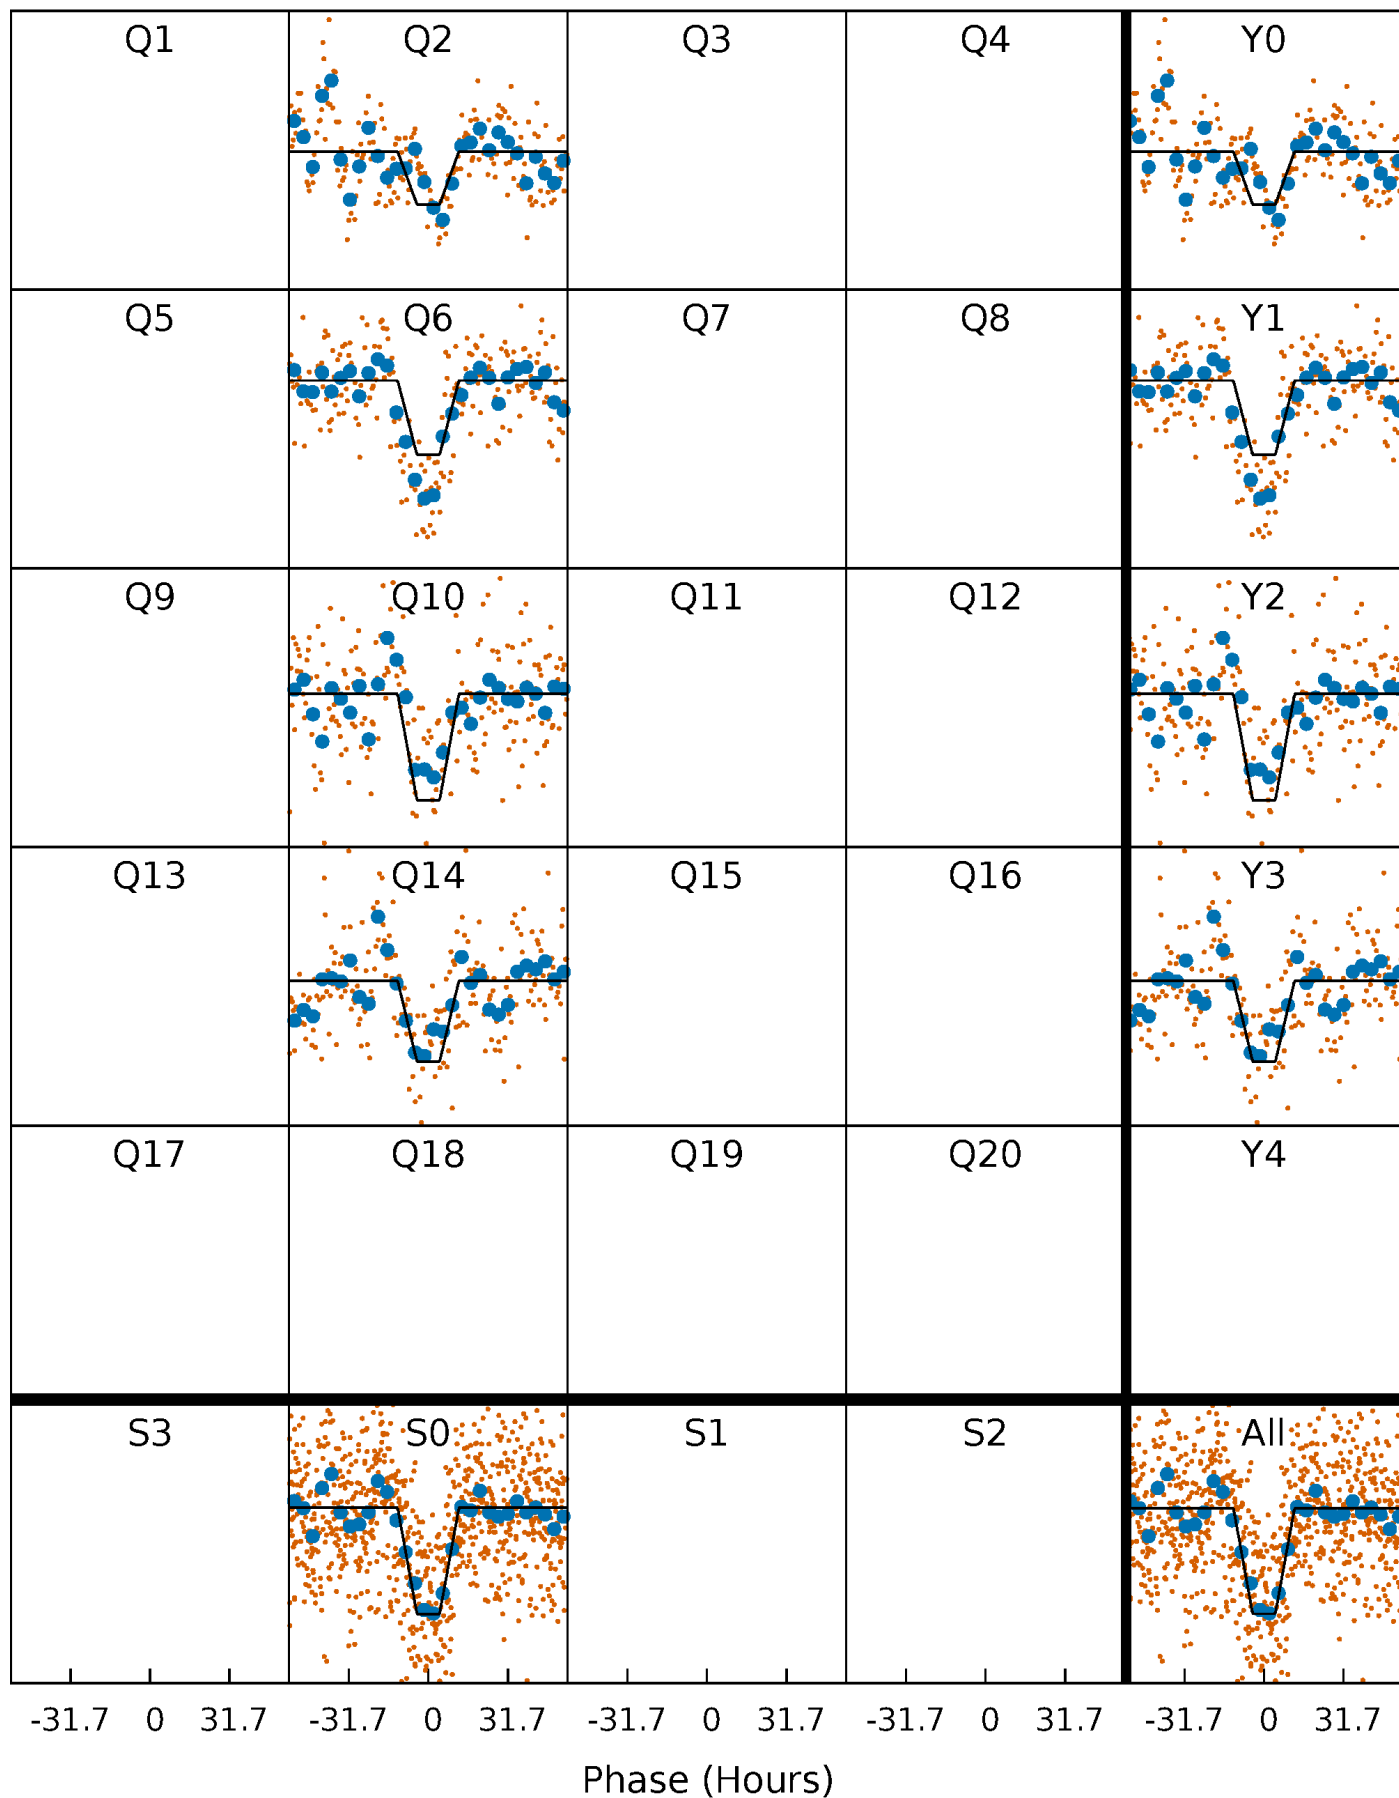 Q1 Q2 Q3 Q4 Y0
Q5 Q6 Q7 Q8 Y1
Q9 Q10 Q11 Q12 Y2
Q13 Q14 Q15 Q16 Y3
Q17 Q18 Q19 Q20 Y4
S3 S0 S1 S2 All
-31.7 0 31.7 -31.7 0 31.7 -31.7 0 31.7 -31.7 0 31.7 -31.7 0 31.7
Phase (Hours)